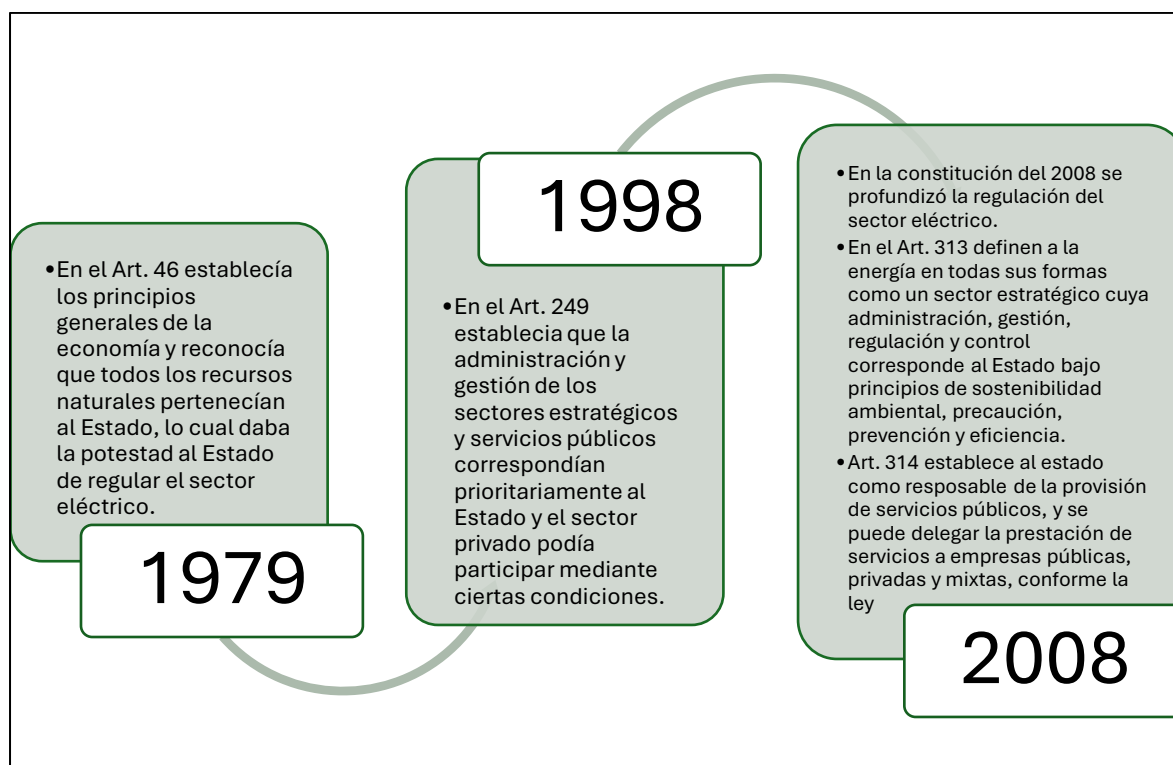 •En el Art. 46 establecía
los principios
generales de la
economía y reconocía
que todos los recursos
naturales pertenecían
al Estado, lo cual daba
la potestad al Estado
de regular el sector
eléctrico.
1979
1998
•En el Art. 249
establecia que la
administración y
gestión de los
sectores estratégicos
y servicios públicos
correspondían
prioritariamente al
Estado y el sector
privado podía
participar mediante
ciertas condiciones.
•En la constitución del 2008 se
profundizó la regulación del
sector eléctrico.
•En el Art. 313 definen a la
energía en todas sus formas
como un sector estratégico cuya
administración, gestión,
regulación y control
corresponde al Estado bajo
principios de sostenibilidad
ambiental, precaución,
prevención y eficiencia.
•Art. 314 establece al estado
como resposable de la provisión
de servicios públicos, y se
puede delegar la prestación de
servicios a empresas públicas,
privadas y mixtas, conforme la
ley
2008